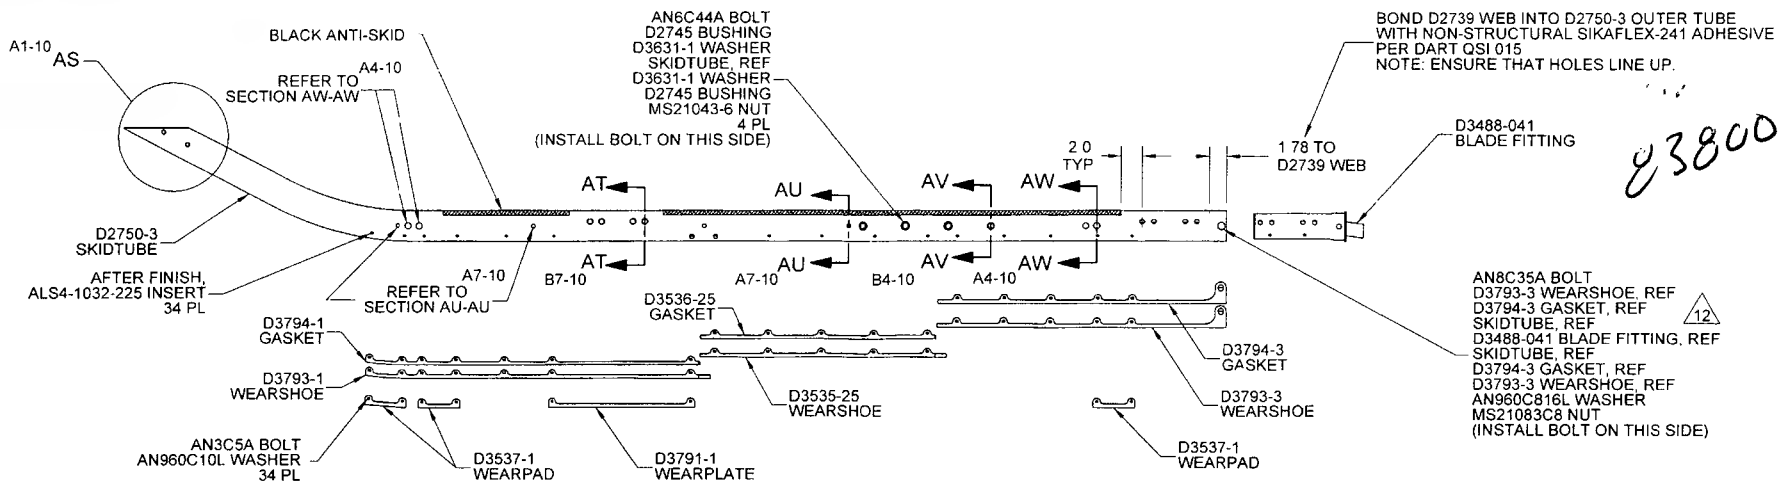 A1-10
AS
BLACK ANTI-SKID
REFER TO A4-10
SECTION AW-AW
AN6C44A BOLT
D2745 BUSHING
D3631-1 WASHER
SKIDTUBE, REF
D3631-1 WASHER
D2745 BUSHING
MS21043-6 NUT
4 PL
(INSTALL BOLT ON THIS SIDE)
BOND D2739 WEB INTO D2750-3 OUTER TUBE
WITH NON-STRUCTURAL SIKAFLEX-241 ADHESIVE
PER DART QSI 015
NOTE: ENSURE THAT HOLES LINE UP.
83800
D3488-041
BLADE FITTING
2.0
TYP
1.78 TO
D2739 WEB
AT
AU
AV
AW
D2750-3
SKIDTUBE
AFTER FINISH,
ALS4-1032-225 INSERT
34 PL
REFER TO
SECTION AU-AU
A7-10
B7-10
AT
A7-10
AU
B4-10
AV
A4-10
AW
D3794-1
GASKET
D3793-1
WEARSHOE
AN3C5A BOLT
AN960C10L WASHER
34 PL
D3537-1
WEARPAD
D3791-1
WEARPLATE
D3536-25
GASKET
D3535-25
WEARSHOE
D3794-3
GASKET
D3793-3
WEARSHOE
D3537-1
WEARPAD
AN8C35A BOLT
D3793-3 WEARSHOE, REF
D3794-3 GASKET, REF
SKIDTUBE, REF
D3488-041 BLADE FITTING, REF
SKIDTUBE, REF
D3794-3 GASKET, REF
D3793-3 WEARSHOE, REF
AN960C816L WASHER
MS21083C8 NUT
(INSTALL BOLT ON THIS SIDE)
12